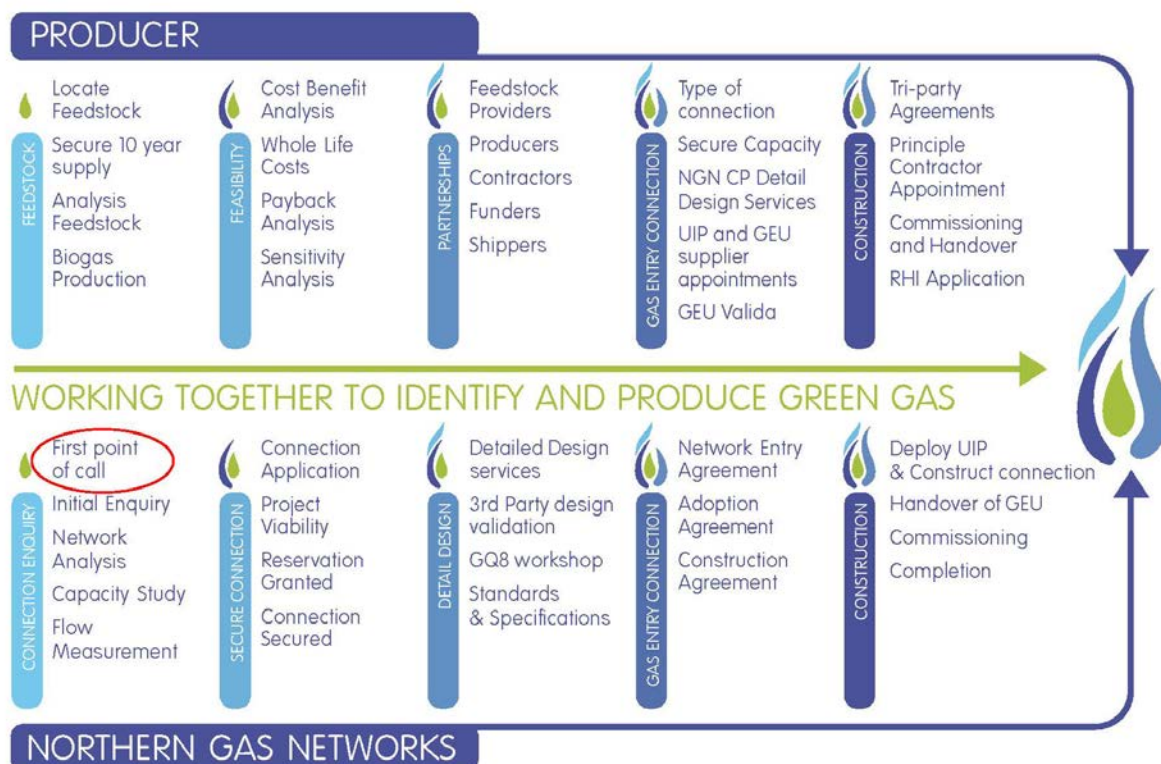 PRODUCER
Locate
Feedstock
Secure 10 year
supply
Analysis
Feedstock
Biogas
Production
FEEDSTOCK
Cost Benefit
Analysis
Whole Life
Costs
Payback
Analysis
Sensitivity
Analysis
FEASIBILITY
Feedstock
Providers
Producers
Contractors
Funders
Shippers
PARTNERSHIPS
Type of
connection
Secure Capacity
NGN CP Detail
Design Services
UIP and GEU
supplier
appointments
GEU Valida
GAS ENTRY CONNECTION
Tri-party
Agreements
Principle
Contractor
Appointment
Commissioning
and Handover
RHI Application
CONSTRUCTION
WORKING TOGETHER TO IDENTIFY AND PRODUCE GREEN GAS
First point
of call
Initial Enquiry
Network
Analysis
Capacity Study
Flow
Measurement
CONNECTION ENQUIRY
Connection
Application
Project
Viability
Reservation
Granted
Connection
Secured
SECURE CONNECTION
Detailed Design
services
3rd Party design
validation
GQ8 workshop
Standards
& Specifications
DETAIL DESIGN
Network Entry
Agreement
Adoption
Agreement
Construction
Agreement
GAS ENTRY CONNECTION
Deploy UIP
& Construct connection
Handover of GEU
Commissioning
Completion
CONSTRUCTION
NORTHERN GAS NETWORKS